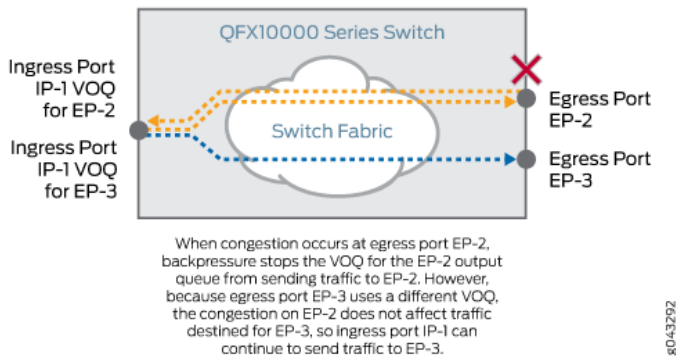 QFX10000 Series Switch
Ingress Port
IP-1 VOQ
for EP-2
Ingress Port
IP-1 VOQ
for EP-3
Switch Fabric
Egress Port
EP-2
Egress Port
EP-3
When congestion occurs at egress port EP-2,
backpressure stops the VOQ for the EP-2 output
queue from sending traffic to EP-2. However,
because egress port EP-3 uses a different VOQ,
the congestion on EP-2 does not affect traffic
destined for EP-3, so ingress port IP-1 can
continue to send traffic to EP-3.
g043292